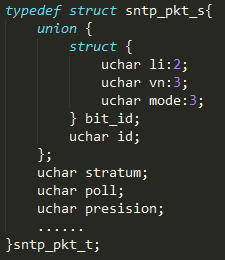 typedef struct sntp_pkt_s{
union {
struct {
uchar li:2;
uchar vn:3;
uchar mode:3;
} bit_id;
uchar id;
};
uchar stratum;
uchar poll;
uchar presision;
......
}sntp_pkt_t;